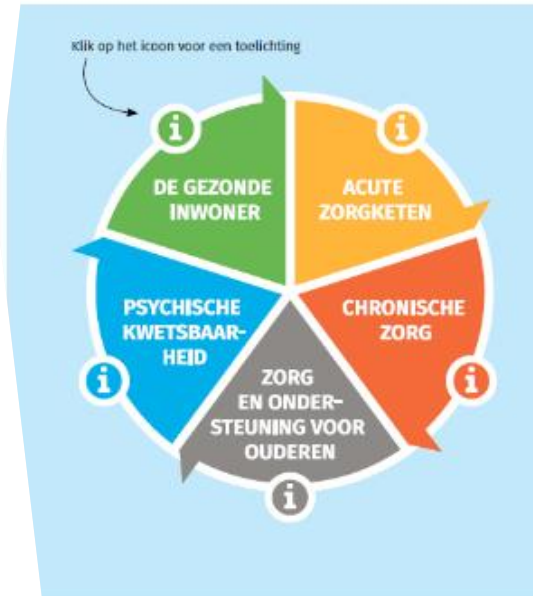 Klik op het icoon voor een toelichting
i
i
DE GEZONDE
INWONER
ACUTE
ZORGKETEN
PSYCHISCHE
KWETSBAAR-
HEID
CHRONISCHE
ZORG
i
i
ZORG
EN ONDER-
STEUNING VOOR
OUDEREN
i